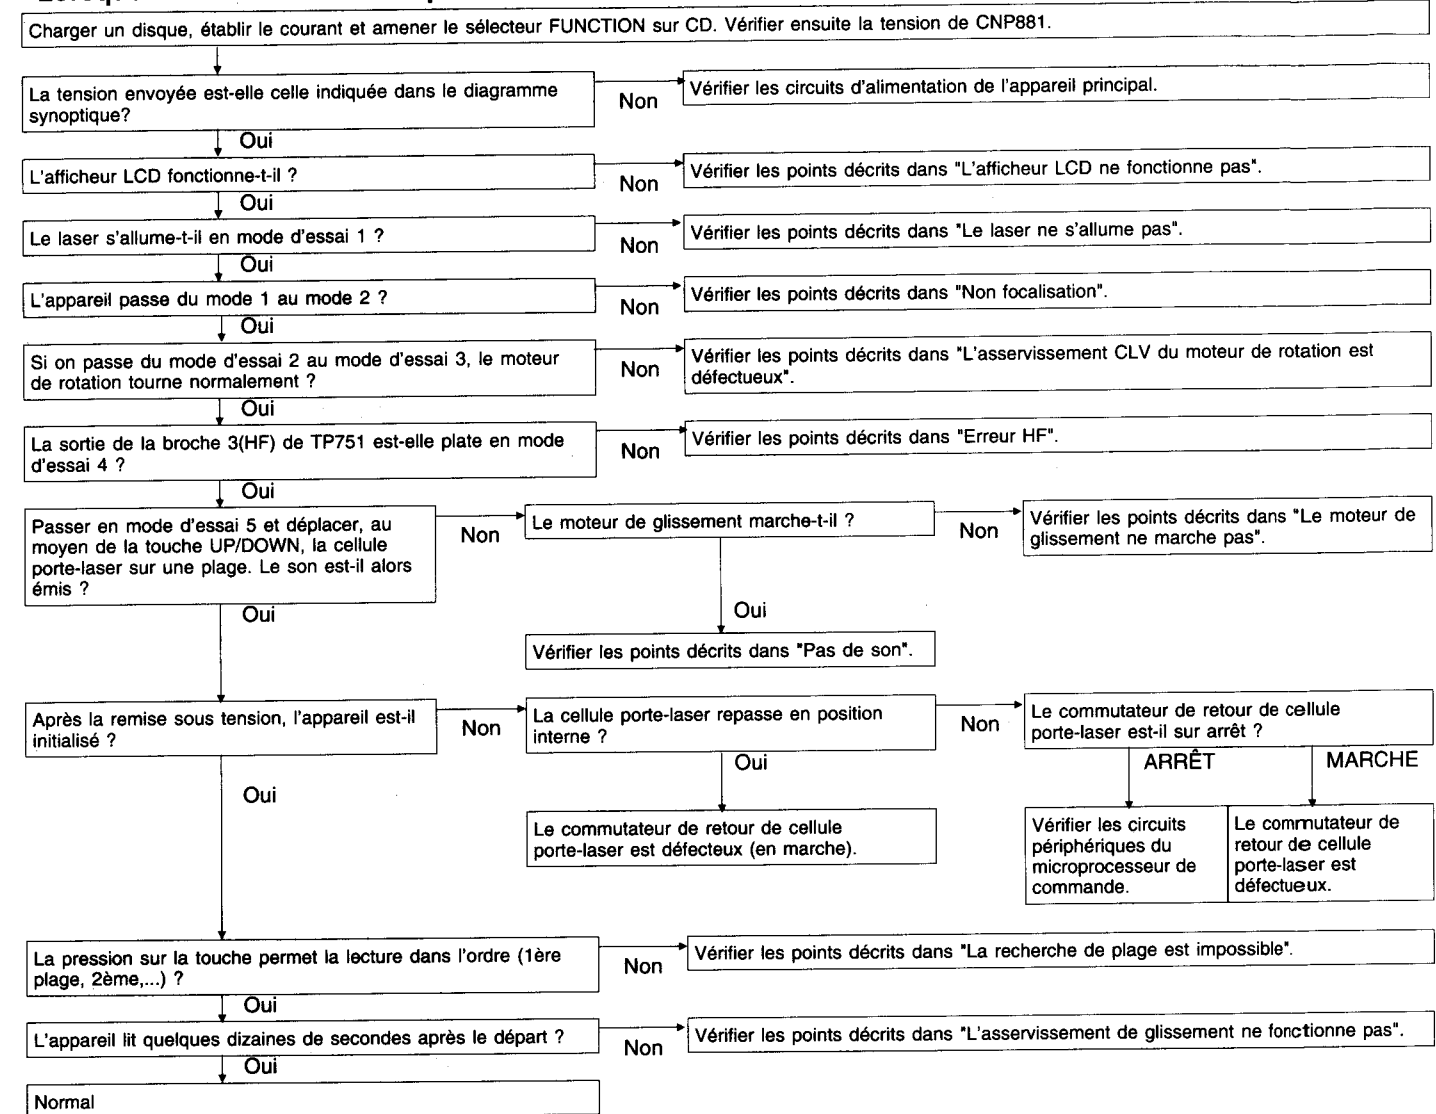 Charger un disque, établir le courant et amener le sélecteur FUNCTION sur CD. Vérifier ensuite la tension de CNP881.
La tension envoyée est-elle celle indiquée dans le diagramme
synoptique?
Non
Vérifier les circuits d'alimentation de l'appareil principal.
Oui
L'afficheur LCD fonctionne-t-il ?
Non
Vérifier les points décrits dans "L'afficheur LCD ne fonctionne pas".
Oui
Le laser s'allume-t-il en mode d'essai 1 ?
Non
Vérifier les points décrits dans "Le laser ne s'allume pas".
Oui
L'appareil passe du mode 1 au mode 2 ?
Non
Vérifier les points décrits dans "Non focalisation".
Oui
Si on passe du mode d'essai 2 au mode d'essai 3, le moteur
de rotation tourne normalement ?
Non
Vérifier les points décrits dans "L'asservissement CLV du moteur de rotation est
défectueux".
Oui
La sortie de la broche 3(HF) de TP751 est-elle plate en mode
d'essai 4 ?
Non
Vérifier les points décrits dans "Erreur HF".
Oui
Passer en mode d'essai 5 et déplacer, au
moyen de la touche UP/DOWN, la cellule
porte-laser sur une plage. Le son est-il alors
émis ?
Non
Le moteur de glissement marche-t-il ?
Non
Vérifier les points décrits dans "Le moteur de
glissement ne marche pas".
Oui
Oui
Vérifier les points décrits dans "Pas de son".
Après la remise sous tension, l'appareil est-il
initialisé ?
Non
La cellule porte-laser repasse en position
interne ?
Non
Le commutateur de retour de cellule
porte-laser est-il sur arrêt ?
Oui
Oui
ARRÊT
MARCHE
Le commutateur de retour de cellule
porte-laser est défecteux (en marche).
Vérifier les circuits
périphériques du
microprocesseur de
commande.
Le commutateur de
retour de cellule
porte-laser est
défectueux.
La pression sur la touche permet la lecture dans l'ordre (1ère
plage, 2ème,...) ?
Non
Vérifier les points décrits dans "La recherche de plage est impossible".
Oui
L'appareil lit quelques dizaines de secondes après le départ ?
Non
Vérifier les points décrits dans "L'asservissement de glissement ne fonctionne pas".
Oui
Normal